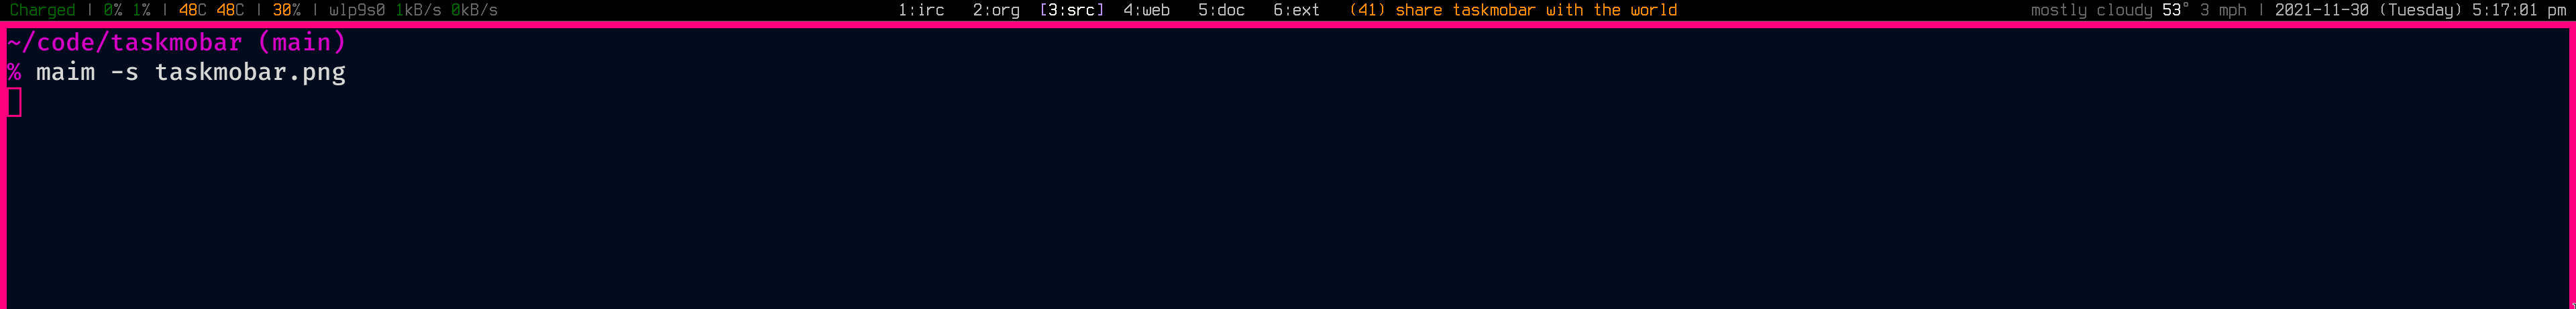 Charged | 0% 1% | 48C 48C | 30% | wlp9s0 1kB/s 0kB/s 1:irc 2:org [3:src] 4:web 5:doc 6:ext (41) share taskmobar with the world mostly cloudy 53° 3 mph | 2021-11-30 (Tuesday) 5:17:01 pm
~/code/taskmobar (main)
% maim -s taskmobar.png